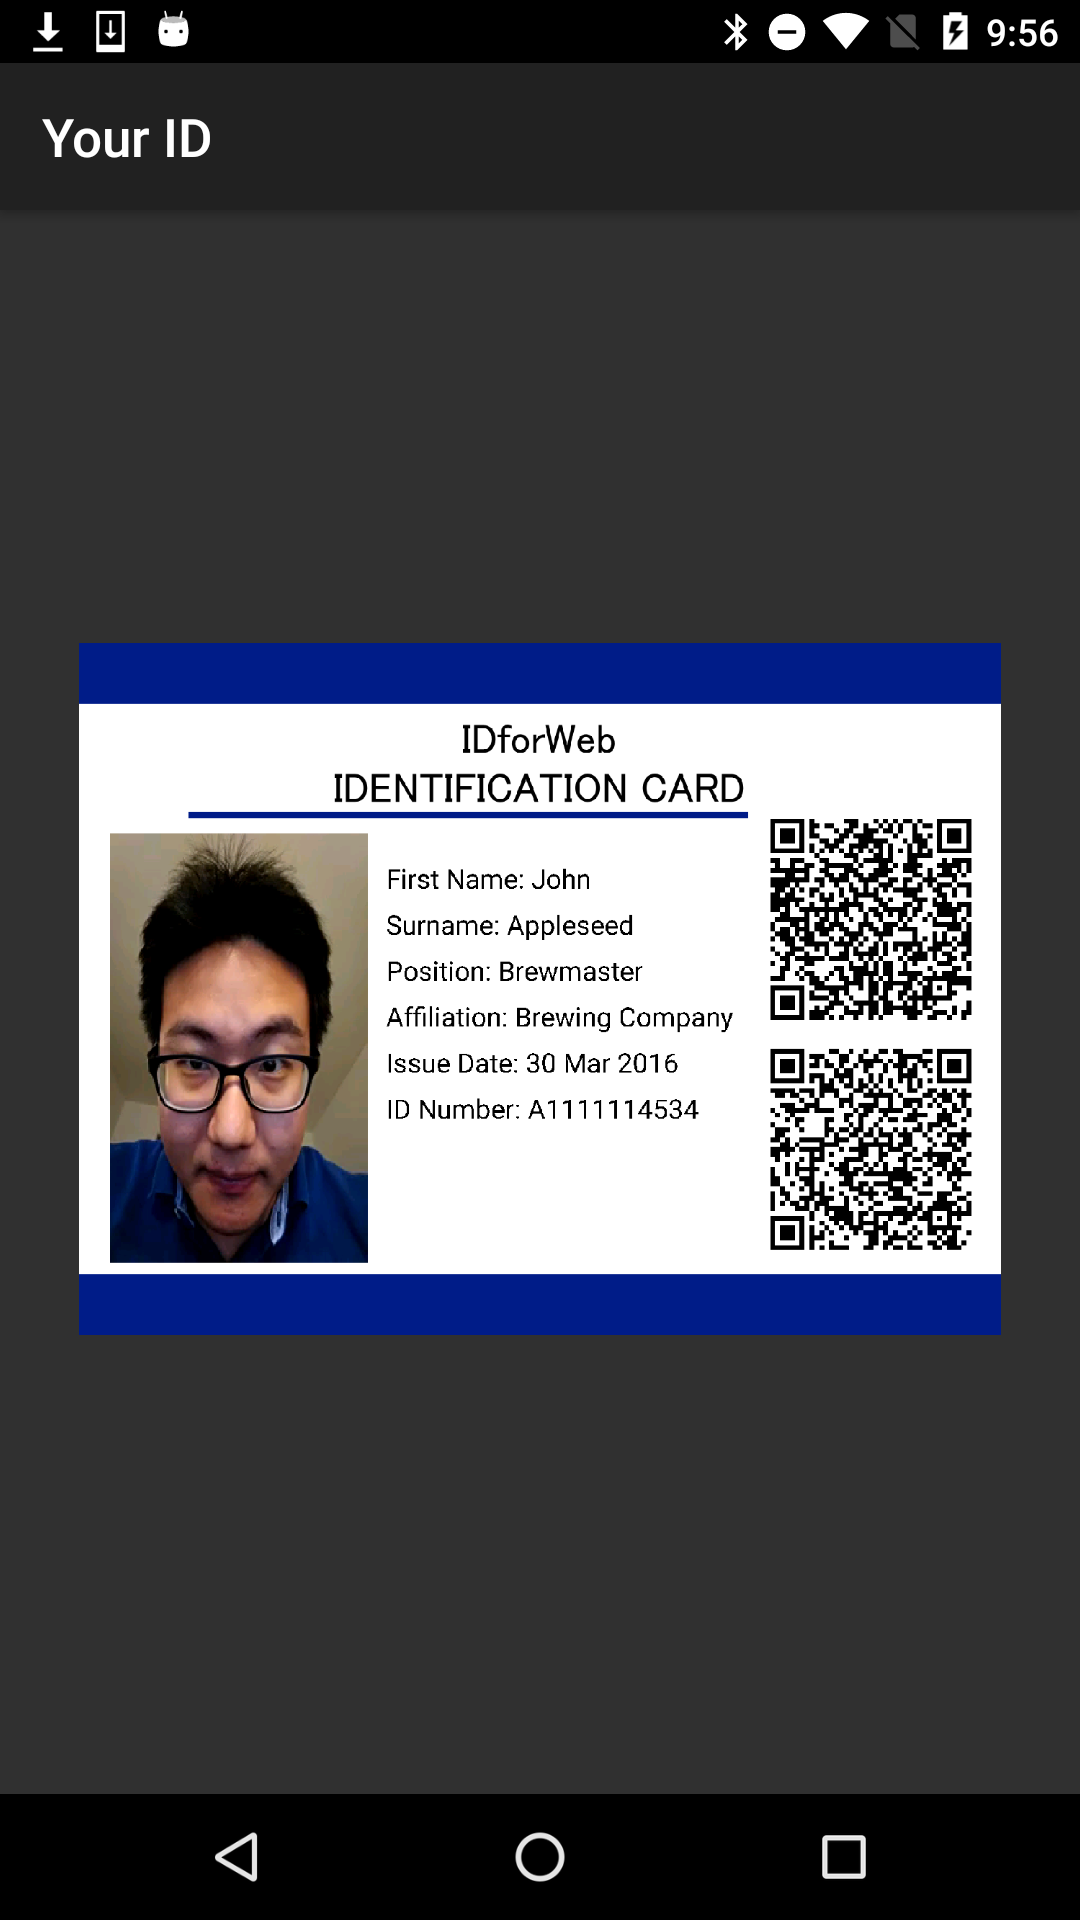 9:56
Your ID
IDforWeb
IDENTIFICATION CARD
First Name: John
Surname: Appleseed
Position: Brewmaster
Affiliation: Brewing Company
Issue Date: 30 Mar 2016
ID Number: A1111114534